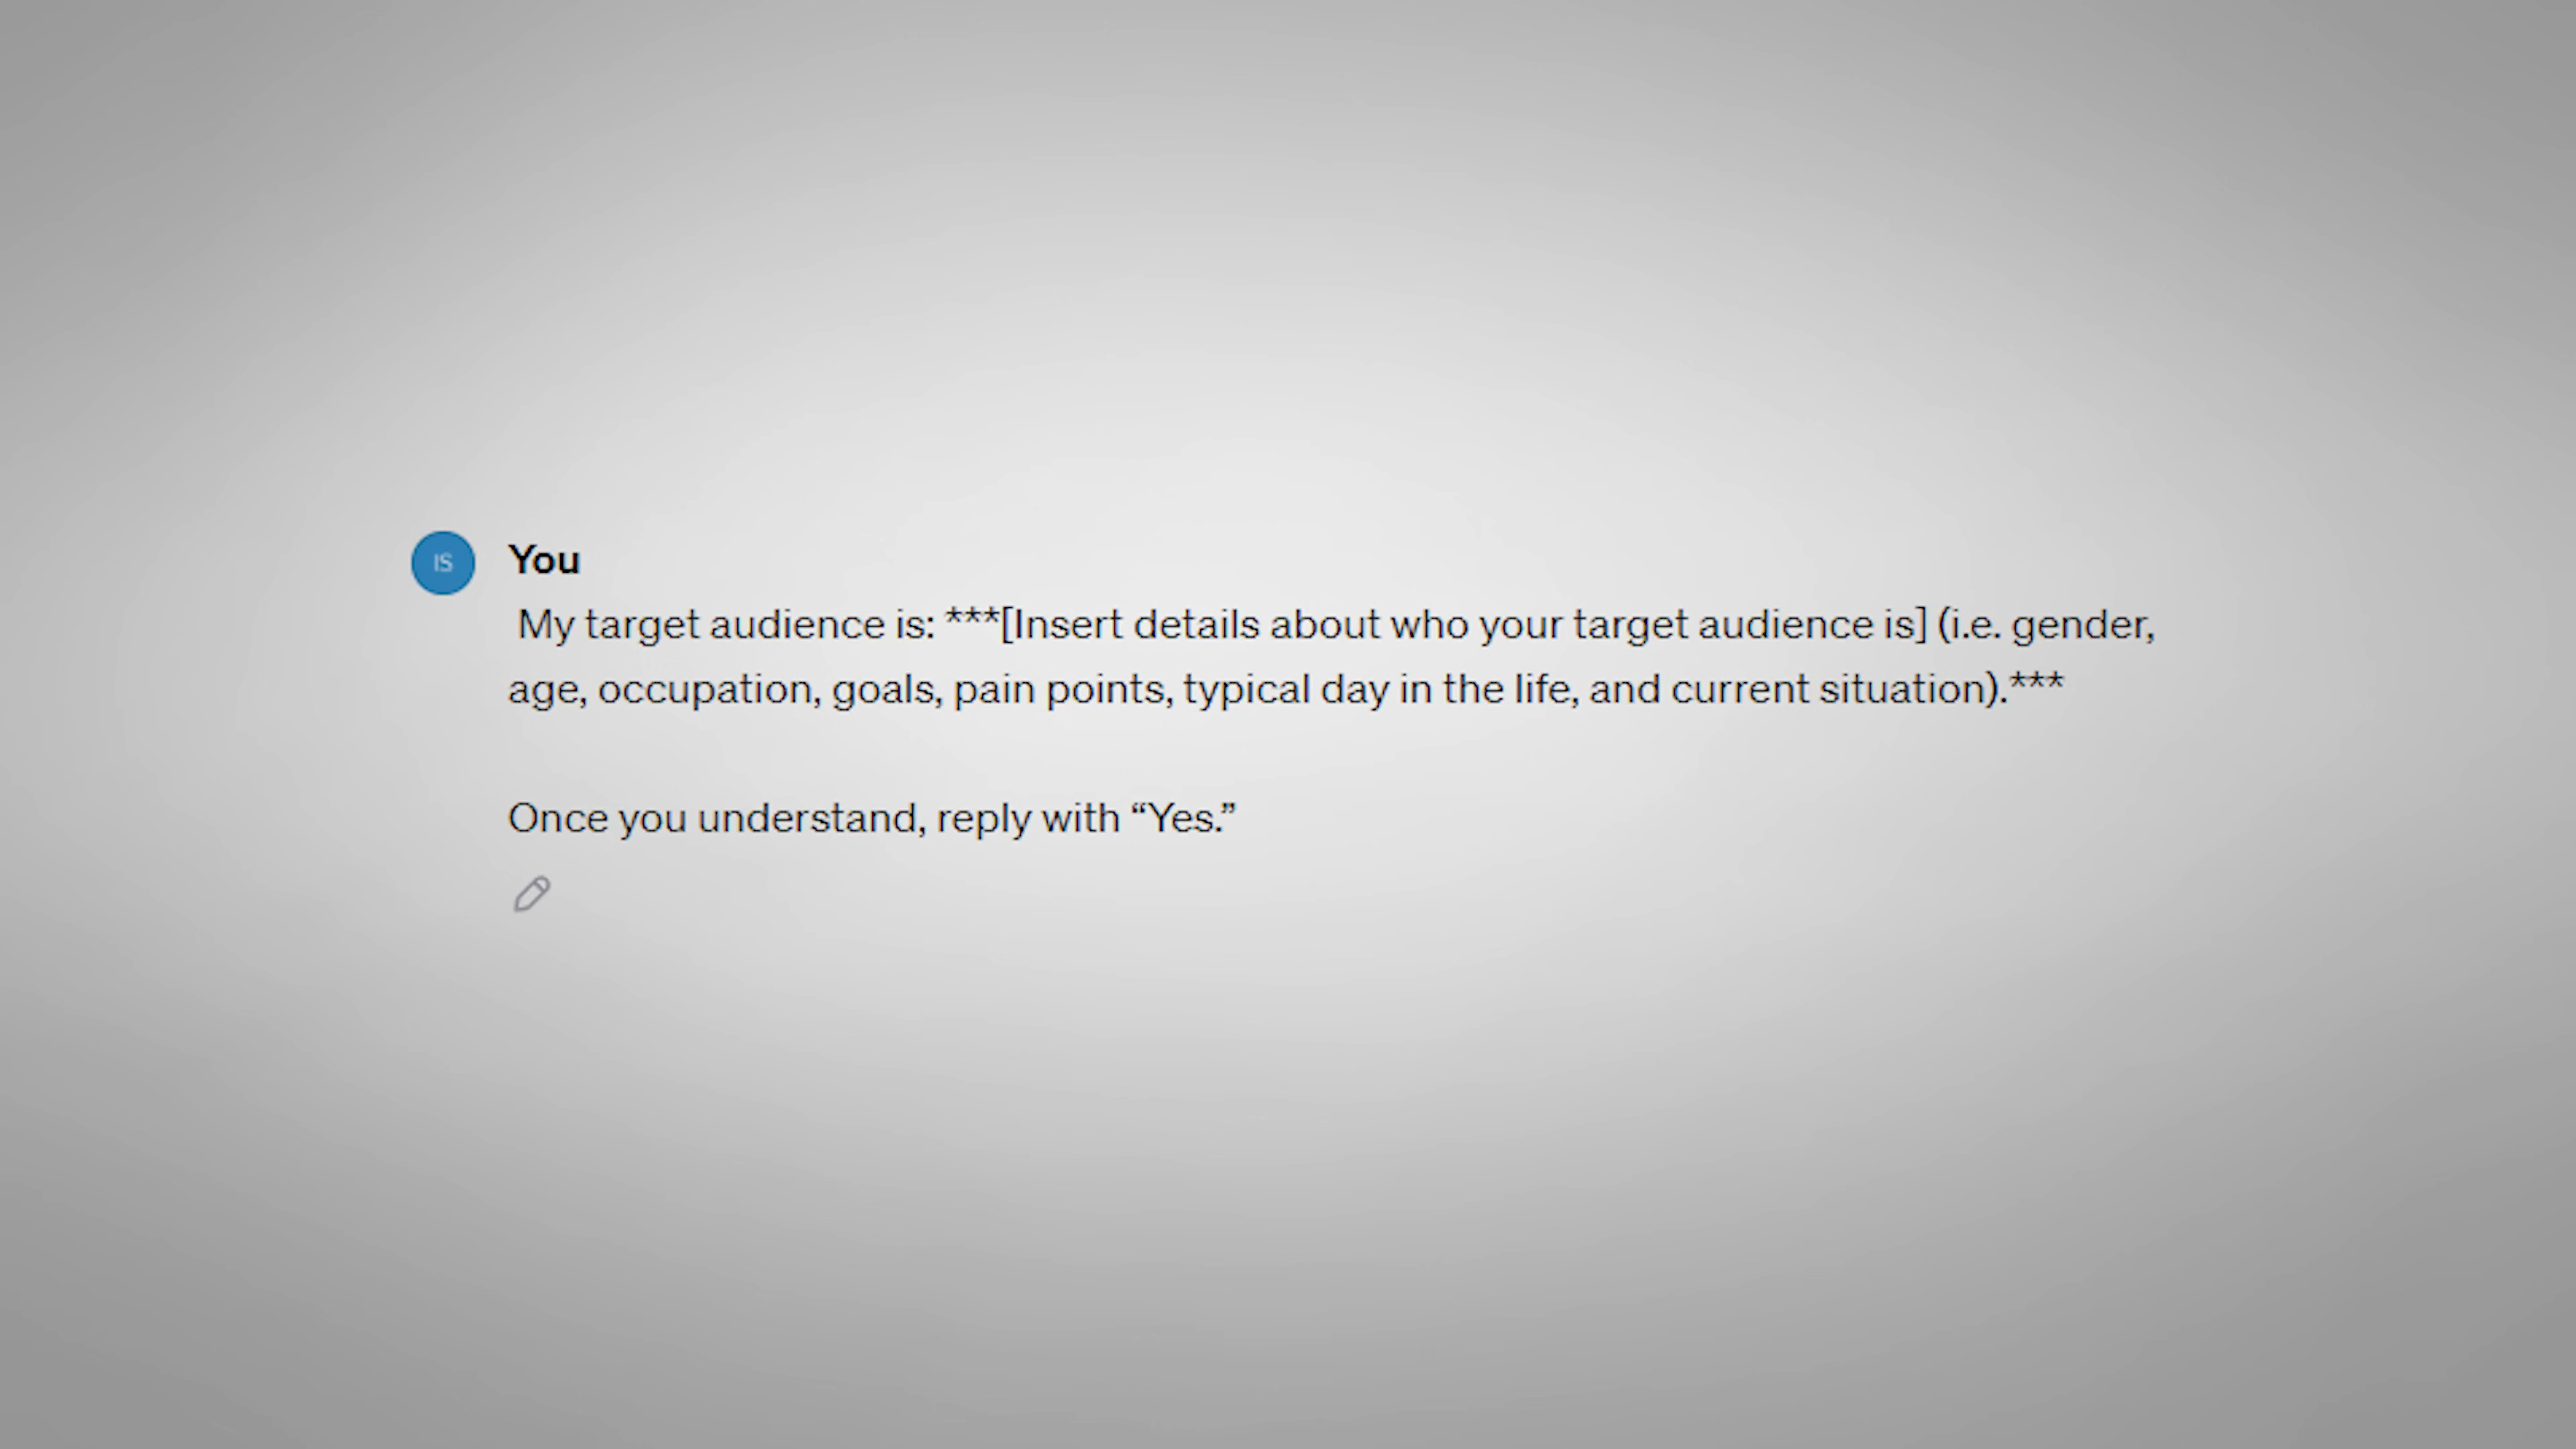 IS
You
My target audience is: ***[Insert details about who your target audience is] (i.e. gender,
age, occupation, goals, pain points, typical day in the life, and current situation).***
Once you understand, reply with “Yes.”